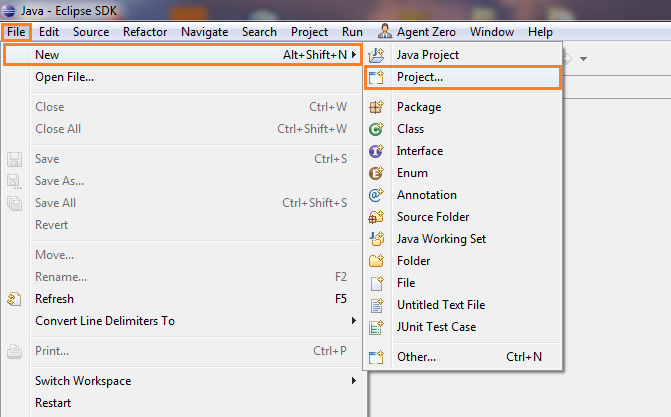 Java - Eclipse SDK
File Edit Source Refactor Navigate Search Project Run Agent Zero Window Help
New Alt+Shift+N
Open File...
Close Ctrl+W
Close All Ctrl+Shift+W
Save Ctrl+S
Save As...
Save All Ctrl+Shift+S
Revert
Move...
Rename... F2
Refresh F5
Convert Line Delimiters To
Print... Ctrl+P
Switch Workspace
Restart
Java Project
Project...
Package
Class
Interface
Enum
Annotation
Source Folder
Java Working Set
Folder
File
Untitled Text File
JUnit Test Case
Other... Ctrl+N